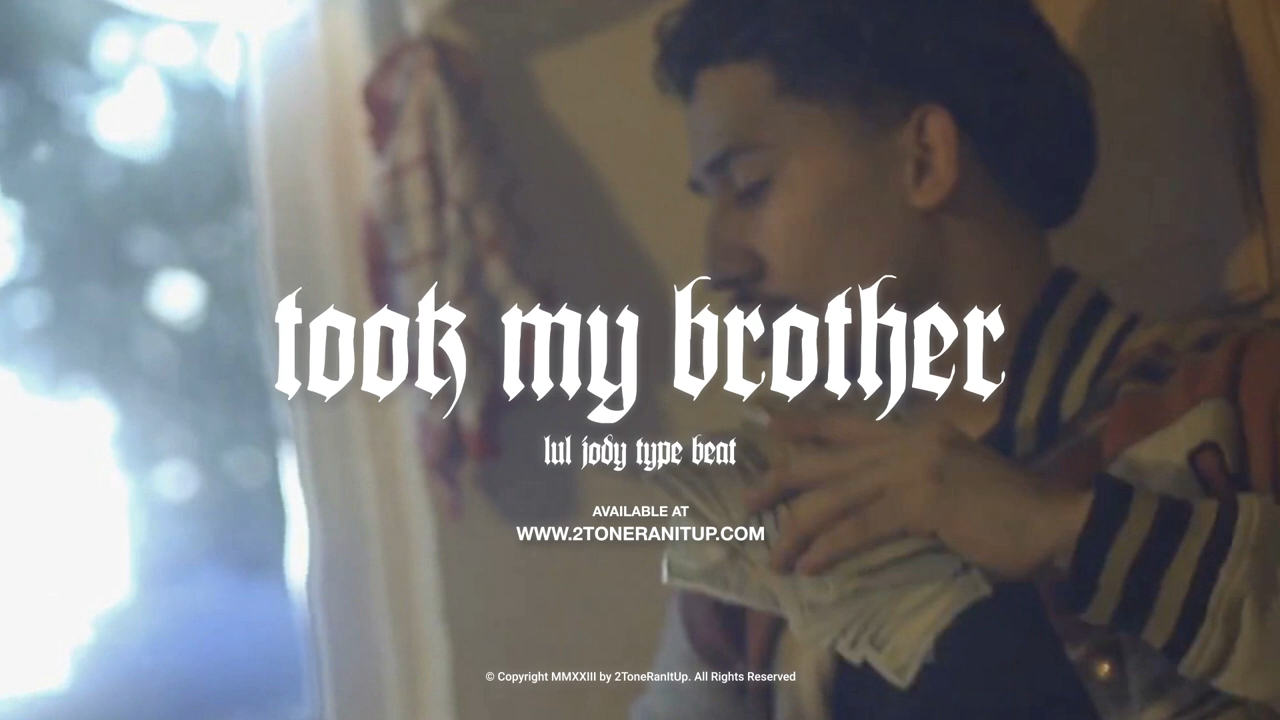 took my brother
lul jody type beat
AVAILABLE AT
WWW.2TONERANITUP.COM
© Copyright MMXXIII by 2ToneRanItUp. All Rights Reserved